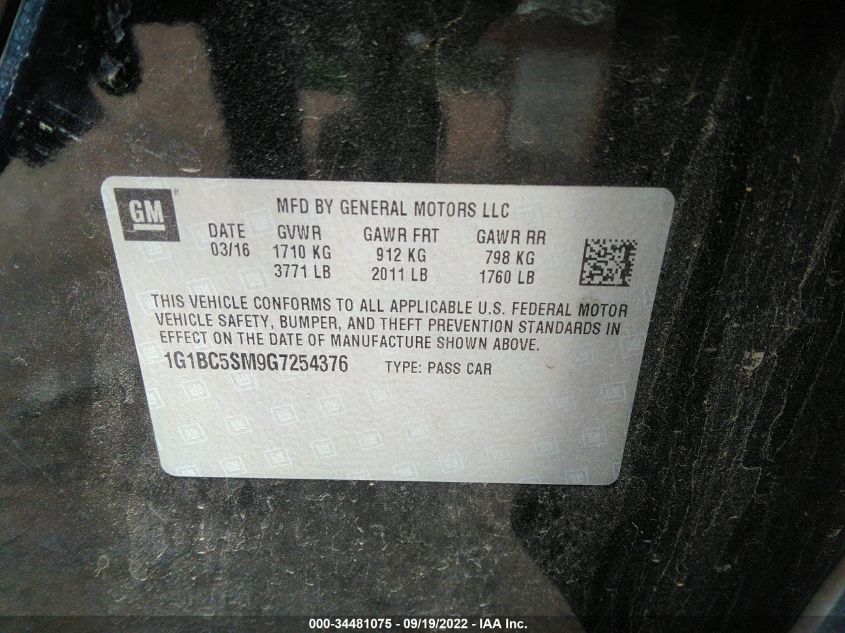 GM ®
MFD BY GENERAL MOTORS LLC
DATE GVWR GAWR FRT GAWR RR
03/16 1710 KG 912 KG 798 KG
3771 LB 2011 LB 1760 LB
THIS VEHICLE CONFORMS TO ALL APPLICABLE U.S. FEDERAL MOTOR
VEHICLE SAFETY, BUMPER, AND THEFT PREVENTION STANDARDS IN
EFFECT ON THE DATE OF MANUFACTURE SHOWN ABOVE.
1G1BC5SM9G7254376 TYPE: PASS CAR
000-34481075 - 09/19/2022 - IAA Inc.